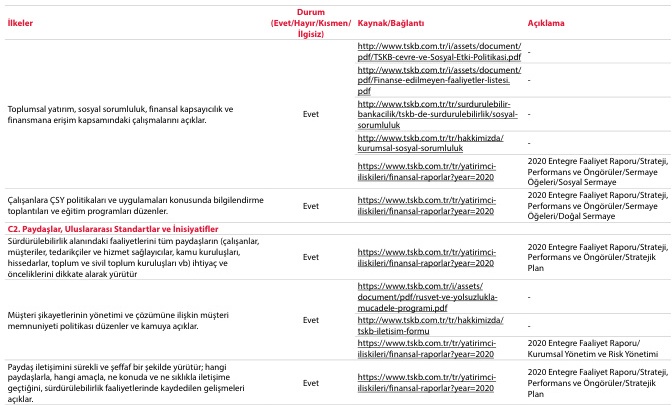 İlkeler
Durum
(Evet/Hayır/Kısmen/
İlgisiz)
Kaynak/Bağlantı
Açıklama
Toplumsal yatırım, sosyal sorumluluk, finansal kapsayıcılık ve
finansmana erişim kapsamındaki çalışmalarını açıklar.
Evet
http://www.tskb.com.tr/i/assets/document/
pdf/TSKB-cevre-ve-Sosyal-Etki-Politikasi.pdf
-
http://www.tskb.com.tr/i/assets/document/
pdf/Finanse-edilmeyen-faaliyetler-listesi.
pdf
-
http://www.tskb.com.tr/tr/surdurulebilir-
bankacilik/tskb-de-surdurulebilirlik/sosyal-
sorumluluk
-
http://www.tskb.com.tr/tr/hakkimizda/
kurumsal-sosyal-sorumluluk
-
https://www.tskb.com.tr/tr/yatirimci-
iliskileri/finansal-raporlar?year=2020
2020 Entegre Faaliyet Raporu/Strateji,
Performans ve Öngörüler/Sermaye
Öğeleri/Sosyal Sermaye
Çalışanlara ÇSY politikaları ve uygulamaları konusunda bilgilendirme
toplantıları ve eğitim programları düzenler.
Evet
https://www.tskb.com.tr/tr/yatirimci-
iliskileri/finansal-raporlar?year=2020
2020 Entegre Faaliyet Raporu/Strateji,
Performans ve Öngörüler/Sermaye
Öğeleri/Doğal Sermaye
C2. Paydaşlar, Uluslararası Standartlar ve İnisiyatifler
Sürdürülebilirlik alanındaki faaliyetlerini tüm paydaşların (çalışanlar,
müşteriler, tedarikçiler ve hizmet sağlayıcılar, kamu kuruluşları,
hissedarlar, toplum ve sivil toplum kuruluşları vb) ihtiyaç ve
önceliklerini dikkate alarak yürütür
Evet
https://www.tskb.com.tr/tr/yatirimci-
iliskileri/finansal-raporlar?year=2020
2020 Entegre Faaliyet Raporu/Strateji,
Performans ve Öngörüler/Stratejik
Plan
Müşteri şikayetlerinin yönetimi ve çözümüne ilişkin müşteri
memnuniyeti politikası düzenler ve kamuya açıklar.
Evet
https://www.tskb.com.tr/i/assets/
document/pdf/rusvet-ve-yolsuzlukla-
mucadele-programi.pdf
-
http://www.tskb.com.tr/tr/hakkimizda/
tskb-iletisim-formu
-
https://www.tskb.com.tr/tr/yatirimci-
iliskileri/finansal-raporlar?year=2020
2020 Entegre Faaliyet Raporu/
Kurumsal Yönetim ve Risk Yönetimi
Paydaş iletişimini sürekli ve şeffaf bir şekilde yürütür; hangi
paydaşlarla, hangi amaçla, ne konuda ve ne sıklıkla iletişime
geçtiğini, sürdürülebilirlik faaliyetlerinde kaydedilen gelişmeleri
açıklar.
Evet
https://www.tskb.com.tr/tr/yatirimci-
iliskileri/finansal-raporlar?year=2020
2020 Entegre Faaliyet Raporu/Strateji,
Performans ve Öngörüler/Stratejik
Plan